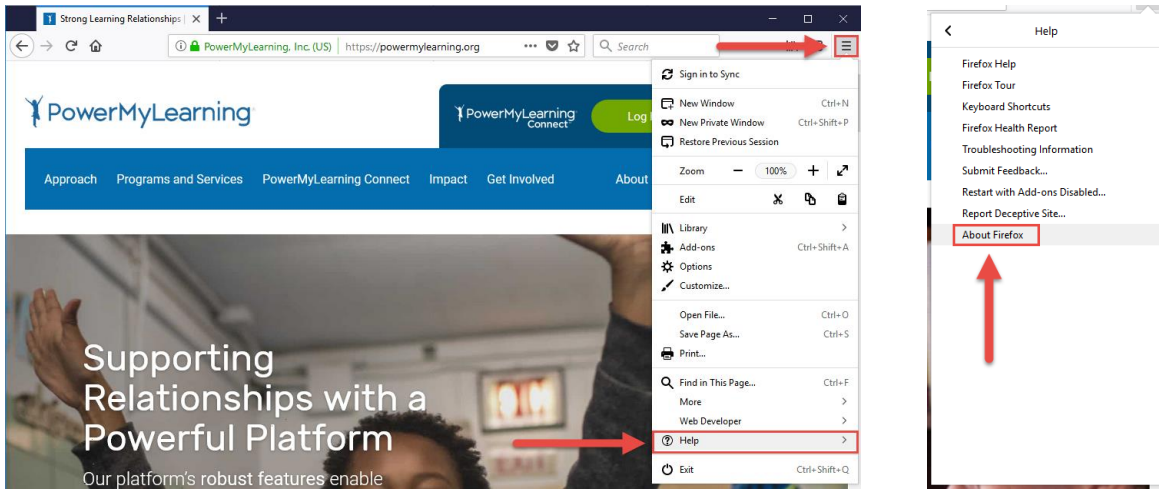 Strong Learning Relationships
PowerMyLearning, Inc. (US) https://powermylearning.org
Search
PowerMyLearning
PowerMyLearning
Connect
Log
Approach Programs and Services PowerMyLearning Connect Impact Get Involved About
Supporting
Relationships with a
Powerful Platform
Our platform's robust features enable
EXIT
Sign in to Sync
New Window Ctrl+N
New Private Window Ctrl+Shift+P
Restore Previous Session
Zoom 100%
Edit
Library
Add-ons Ctrl+Shift+A
Options
Customize...
Open File... Ctrl+O
Save Page As... Ctrl+S
Print...
Find in This Page... Ctrl+F
More
Web Developer
Help
Exit Ctrl+Shift+Q
Help
Firefox Help
Firefox Tour
Keyboard Shortcuts
Firefox Health Report
Troubleshooting Information
Submit Feedback...
Restart with Add-ons Disabled...
Report Deceptive Site...
About Firefox